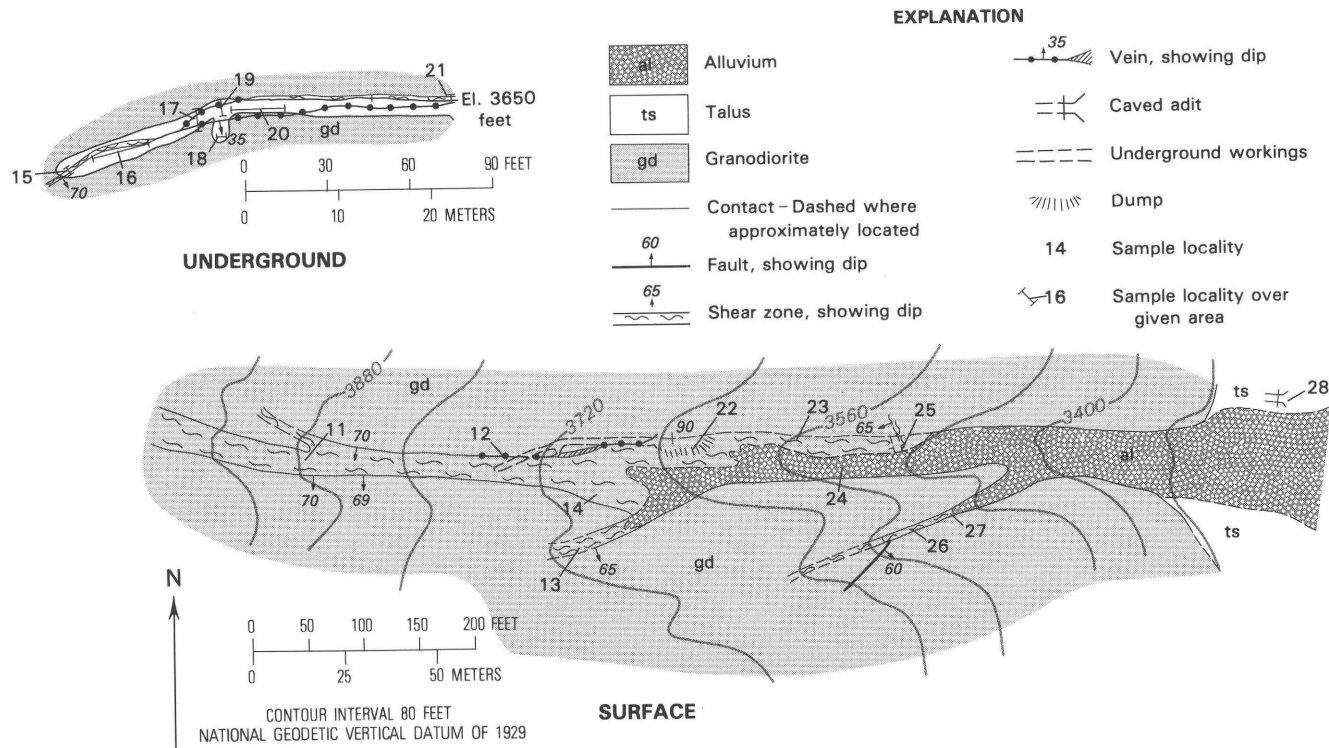 EXPLANATION
al
Alluvium
ts
Talus
gd
Granodiorite
Contact – Dashed where
approximately located
60
Fault, showing dip
65
Shear zone, showing dip
35
Vein, showing dip
Caved adit
Underground workings
Dump
14
Sample locality
16
Sample locality over
given area
19
21
17
El. 3650
feet
20
gd
18
35
15
16
70
0 30 60 90 FEET
0 10 20 METERS
UNDERGROUND
3880
gd
22
23
3560
25
3400
ts
28
3720
90
65
11
70
12
al
70
69
14
24
27
26
ts
13
65
gd
60
N
0 50 100 150 200 FEET
0 25 50 METERS
CONTOUR INTERVAL 80 FEET
NATIONAL GEODETIC VERTICAL DATUM OF 1929
SURFACE